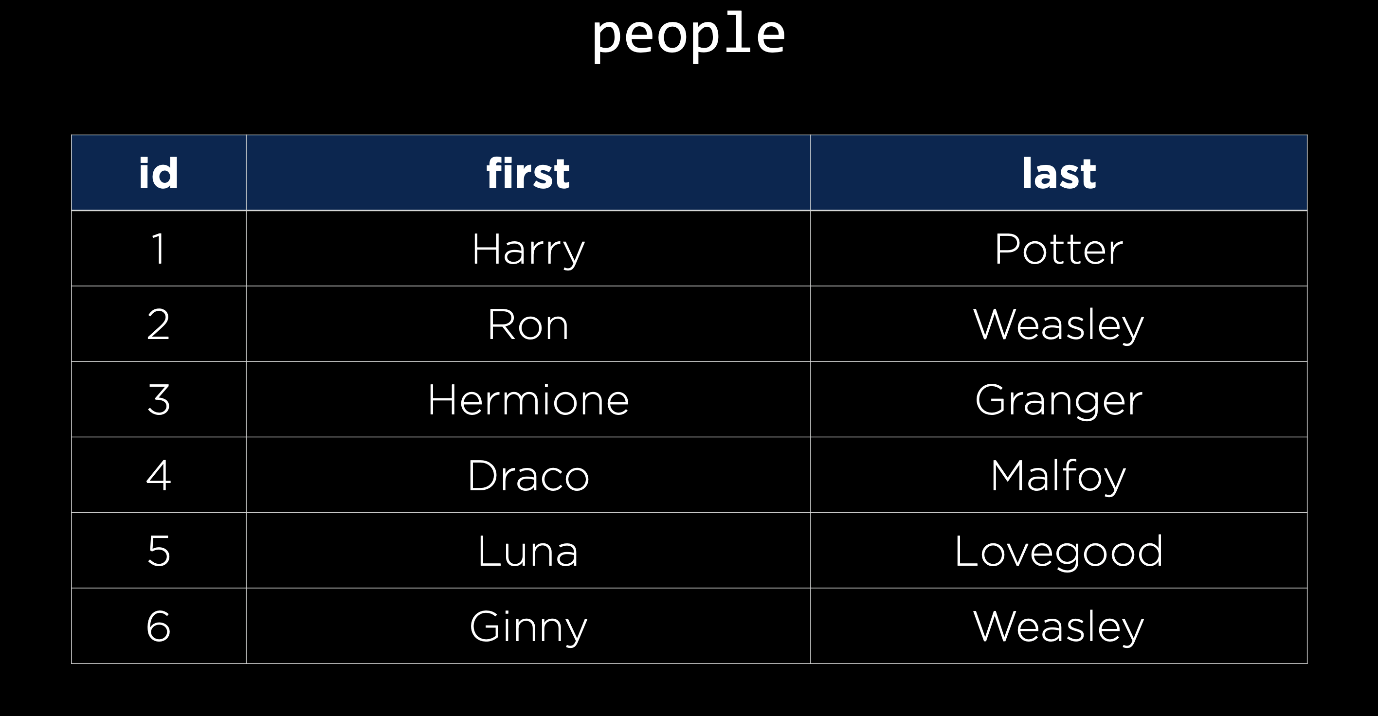 people
id first last
1 Harry Potter
2 Ron Weasley
3 Hermione Granger
4 Draco Malfoy
5 Luna Lovegood
6 Ginny Weasley